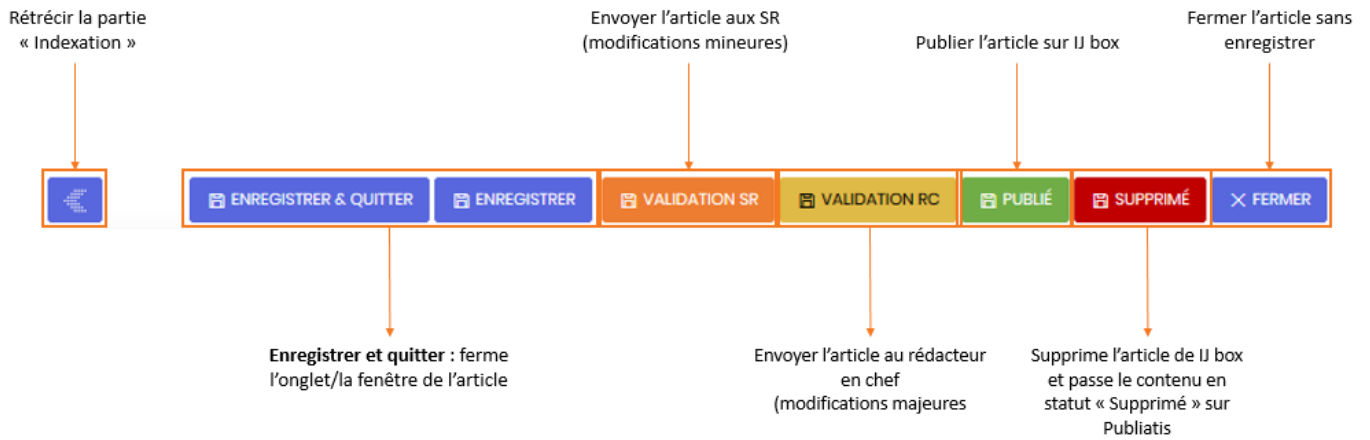 Rétrécir la partie
« Indexation »
Envoyer l’article aux SR
(modifications mineures)
Publier l’article sur IJ box
Fermer l’article sans
enregistrer
ENREGISTRER & QUITTER
ENREGISTRER
VALIDATION SR
VALIDATION RC
PUBLIÉ
SUPPRIMÉ
FERMER
Enregistrer et quitter : ferme
l’onglet/la fenêtre de l’article
Envoyer l’article au rédacteur
en chef
(modifications majeures
Supprime l’article de IJ box
et passe le contenu en
statut « Supprimé » sur
Publiatis